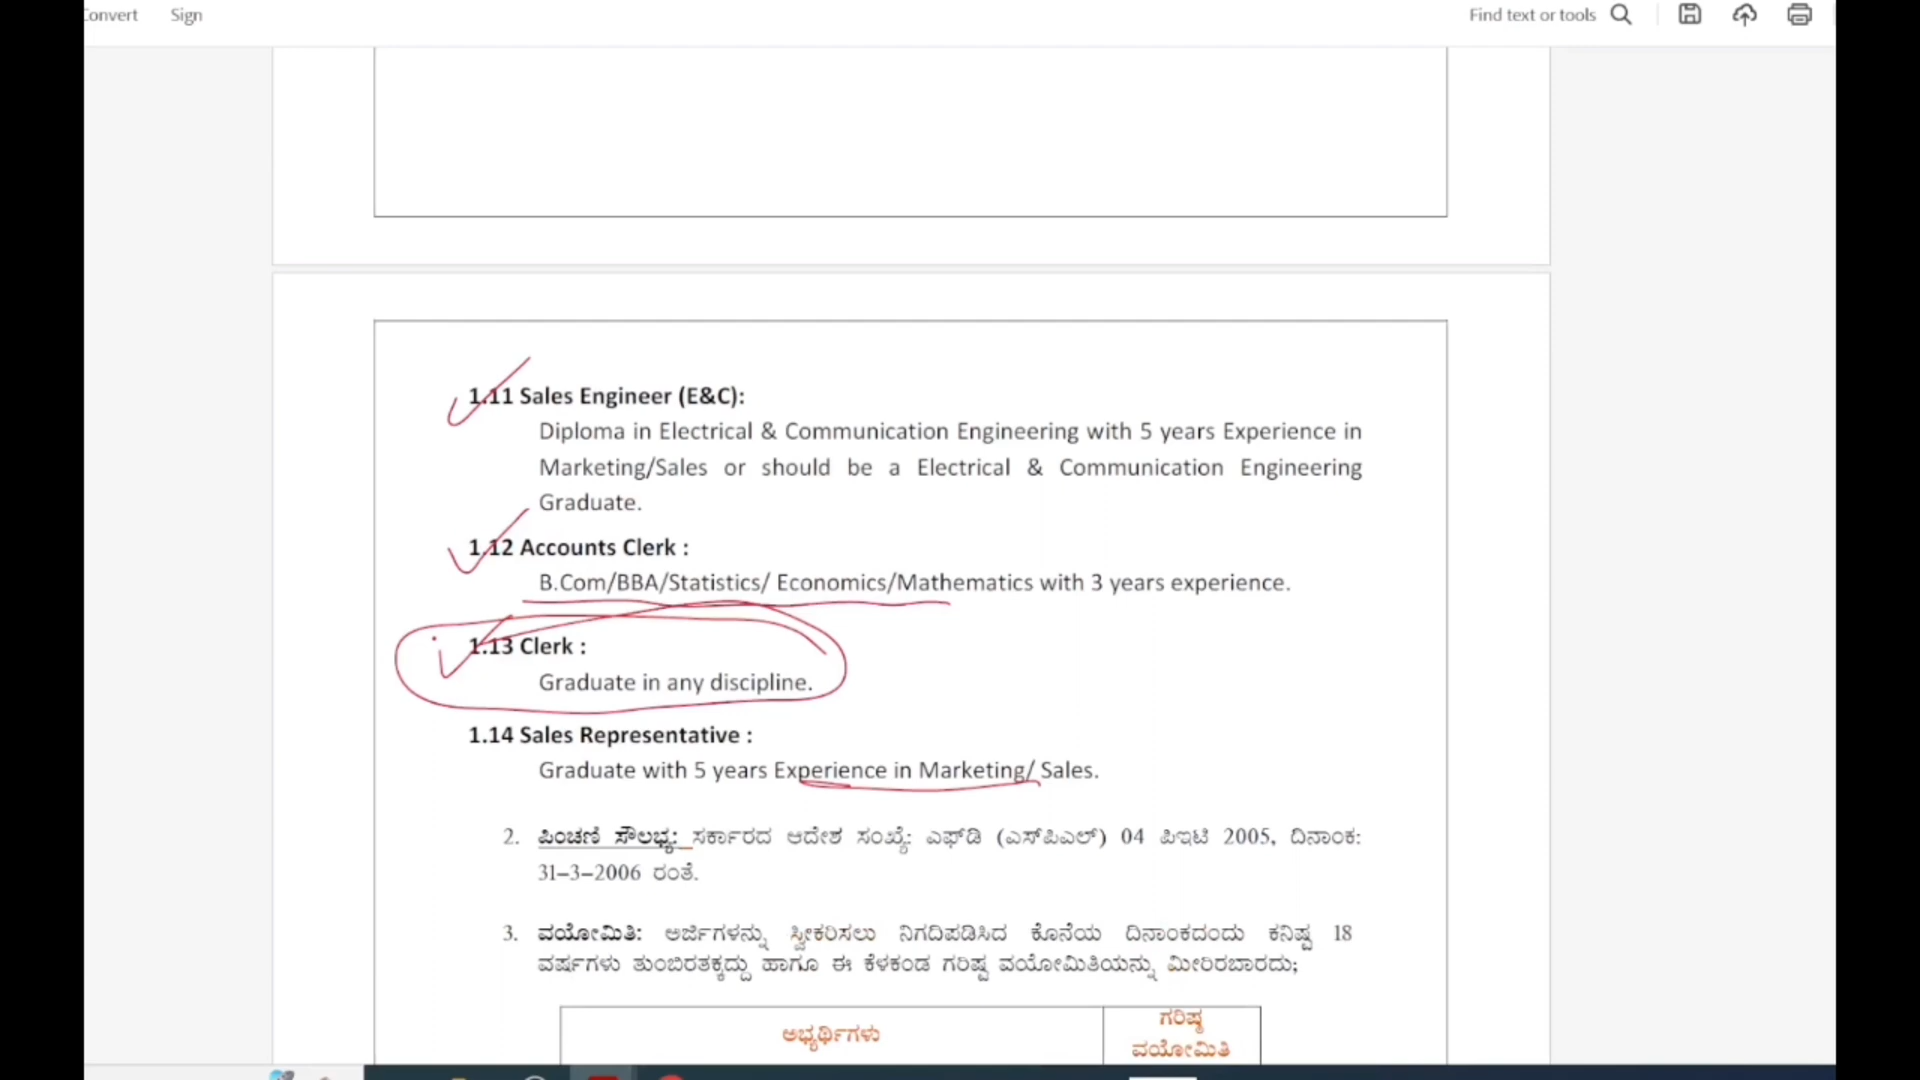 Convert Sign Find text or tools
1.11 Sales Engineer (E&C):
Diploma in Electrical & Communication Engineering with 5 years Experience in
Marketing/Sales or should be a Electrical & Communication Engineering
Graduate.
1.12 Accounts Clerk :
B.Com/BBA/Statistics/ Economics/Mathematics with 3 years experience.
1.13 Clerk :
Graduate in any discipline.
1.14 Sales Representative :
Graduate with 5 years Experience in Marketing/ Sales.
2. ಪಿಂಚಣಿ ಸೌಲಭ್ಯ: ಸರ್ಕಾರದ ಆದೇಶ ಸಂಖ್ಯೆ: ಎಫ್‌ಡಿ (ಎಸ್‌ಪಿಎಲ್) 04 ಪಿಇಟಿ 2005, ದಿನಾಂಕ:
31-3-2006 ರಂತೆ.
3. ವಯೋಮಿತಿ: ಅರ್ಜಿಗಳನ್ನು ಸ್ವೀಕರಿಸಲು ನಿಗದಿಪಡಿಸಿದ ಕೊನೆಯ ದಿನಾಂಕದಂದು ಕನಿಷ್ಟ 18
ವರ್ಷಗಳು ತುಂಬಿರತಕ್ಕದ್ದು ಹಾಗೂ ಈ ಕೆಳಕಂಡ ಗರಿಷ್ಟ ವಯೋಮಿತಿಯನ್ನು ಮೀರಿರಬಾರದು;
ಅಭ್ಯರ್ಥಿಗಳು
ಗರಿಷ್ಠ
ವಯೋಮಿತಿ